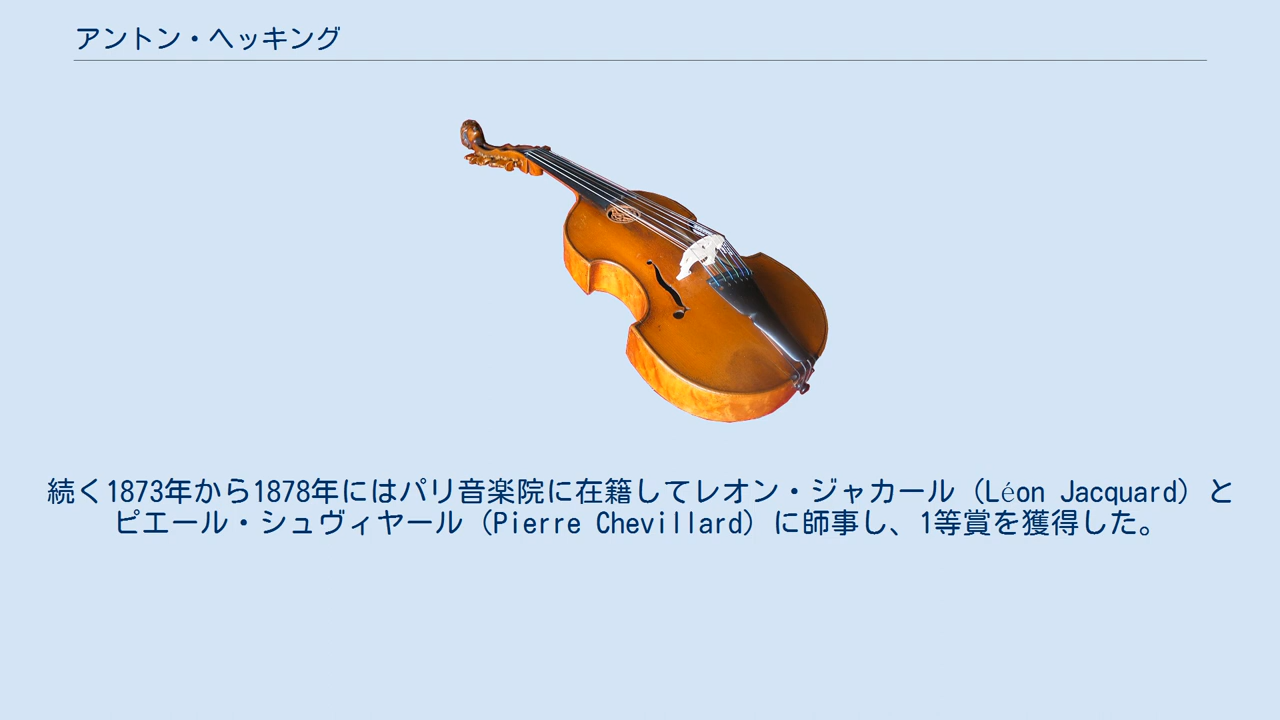 アントン・ヘッキング
続く1873年から1878年にはパリ音楽院に在籍してレオン・ジャカール（Léon Jacquard）と
ピエール・シュヴィヤール（Pierre Chevillard）に師事し、1等賞を獲得した。